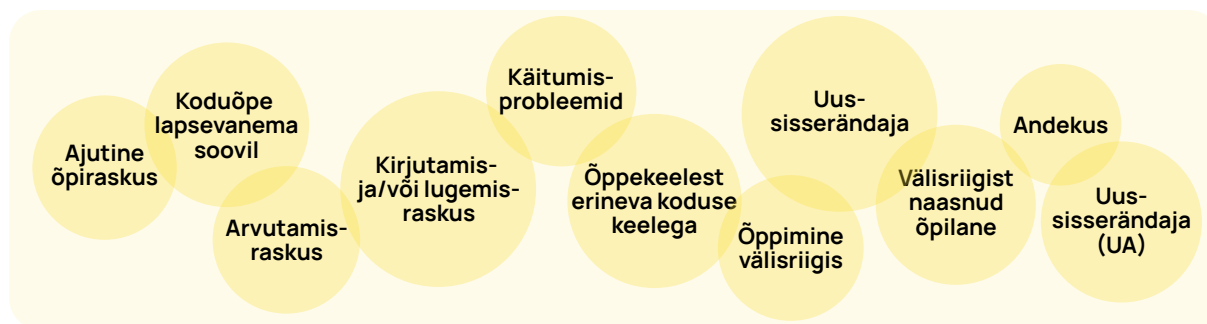 Ajutine
õpiraskus
Koduõpe
lapsevanema
soovil
Arvutamis-
raskus
Kirjutamis-
ja/või lugemis-
raskus
Käitumis-
probleemid
Õppekeelest
erineva koduse
keelega
Õppimine
välisriigis
Uus-
sisserändaja
Välisriigist
naasnud
õpilane
Andekus
Uus-
sisserändaja
(UA)